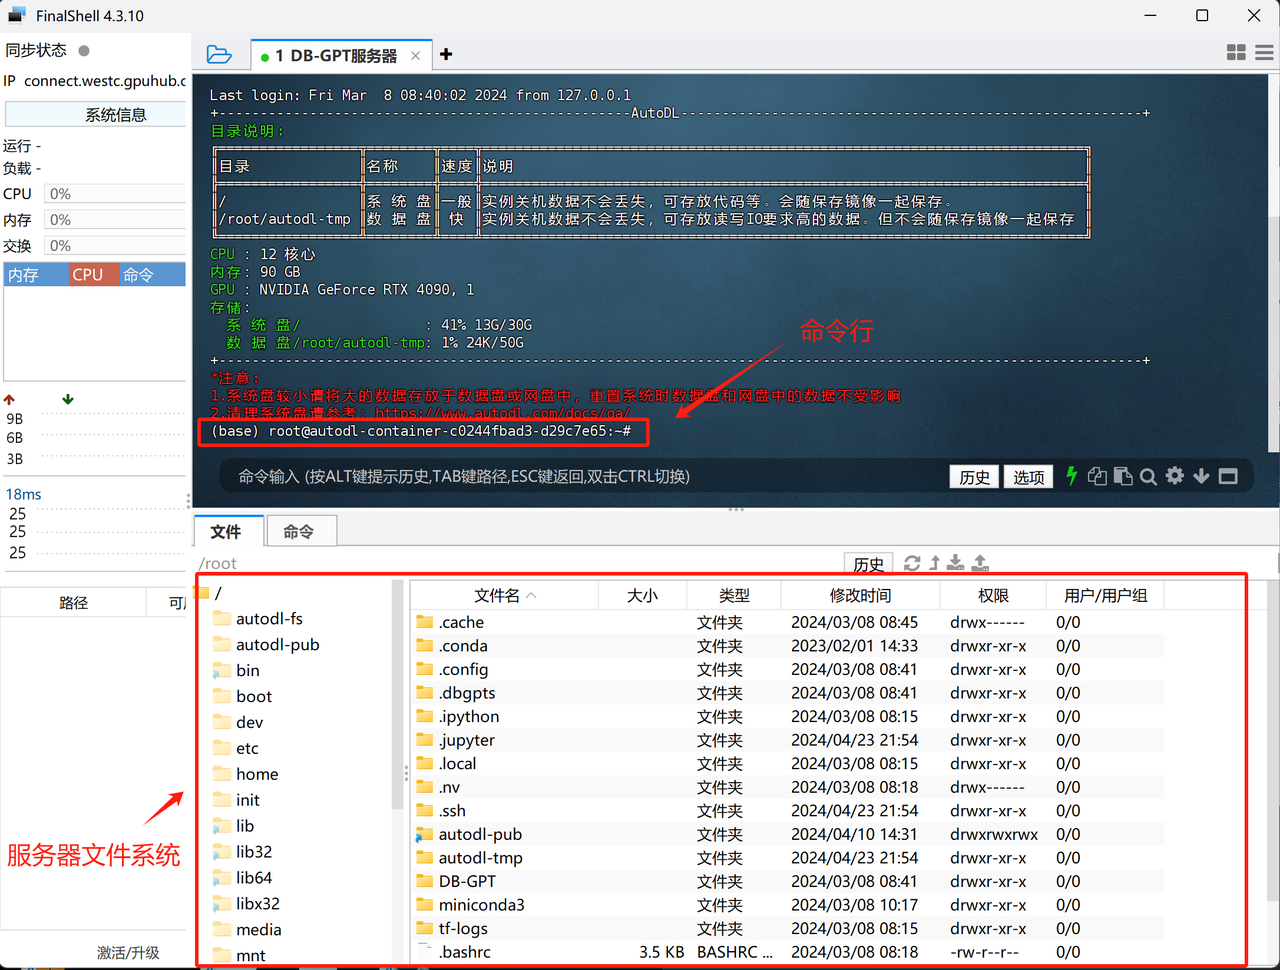 FinalShell 4.3.10
同步状态
IP connect.westc.gpuhub.c
系统信息
运行 -
负载 -
CPU 0%
内存 0%
交换 0%
内存 CPU 命令
9B
6B
3B
18ms
25
25
25
路径 可
激活/升级
1 DB-GPT服务器
Last login: Fri Mar  8 08:40:02 2024 from 127.0.0.1
+--------------------------------------------------AutoDL--------------------------------------------------------+
目录说明:
目录 名称 速度 说明
/ 系 统 盘 一般 实例关机数据不会丢失，可存放代码等。会随保存镜像一起保存。
/root/autodl-tmp 数 据 盘 快 实例关机数据不会丢失，可存放读写IO要求高的数据。但不会随保存镜像一起保存
CPU : 12 核心
内存: 90 GB
GPU : NVIDIA GeForce RTX 4090, 1
存储:
系 统 盘/ : 41% 13G/30G
数 据 盘/root/autodl-tmp: 1% 24K/50G
+----------------------------------------------------------------------------------------------------------------+
*注意:
1.系统盘较小请将大的数据存放于数据盘或网盘中，重置系统时数据盘和网盘中的数据不受影响
2.清理系统盘请参考: https://www.autodl.com/docs/qa/
(base) root@autodl-container-c0244fbad3-d29c7e65:~#
命令行
命令输入 (按ALT键提示历史,TAB键路径,ESC键返回,双击CTRL切换)
历史 选项
文件 命令
/root
历史
服务器文件系统
/
autodl-fs
autodl-pub
bin
boot
dev
etc
home
init
lib
lib32
lib64
libx32
media
mnt
文件名 大小 类型 修改时间 权限 用户/用户组
.cache 文件夹 2024/03/08 08:45 drwx------ 0/0
.conda 文件夹 2023/02/01 14:33 drwxr-xr-x 0/0
.config 文件夹 2024/03/08 08:41 drwxr-xr-x 0/0
.dbgpts 文件夹 2024/03/08 08:41 drwxr-xr-x 0/0
.ipython 文件夹 2024/03/08 08:15 drwxr-xr-x 0/0
.jupyter 文件夹 2024/04/23 21:54 drwxr-xr-x 0/0
.local 文件夹 2024/03/08 08:15 drwxr-xr-x 0/0
.nv 文件夹 2024/03/08 08:18 drwx------ 0/0
.ssh 文件夹 2024/04/23 21:54 drwxr-xr-x 0/0
autodl-pub 文件夹 2024/04/10 14:31 drwxrwxrwx 0/0
autodl-tmp 文件夹 2024/04/23 21:54 drwxr-xr-x 0/0
DB-GPT 文件夹 2024/03/08 08:41 drwxr-xr-x 0/0
miniconda3 文件夹 2024/03/08 10:17 drwxr-xr-x 0/0
tf-logs 文件夹 2024/03/08 08:15 drwxr-xr-x 0/0
.bashrc 3.5 KB BASHRC ... 2024/03/08 08:18 -rw-r--r-- 0/0